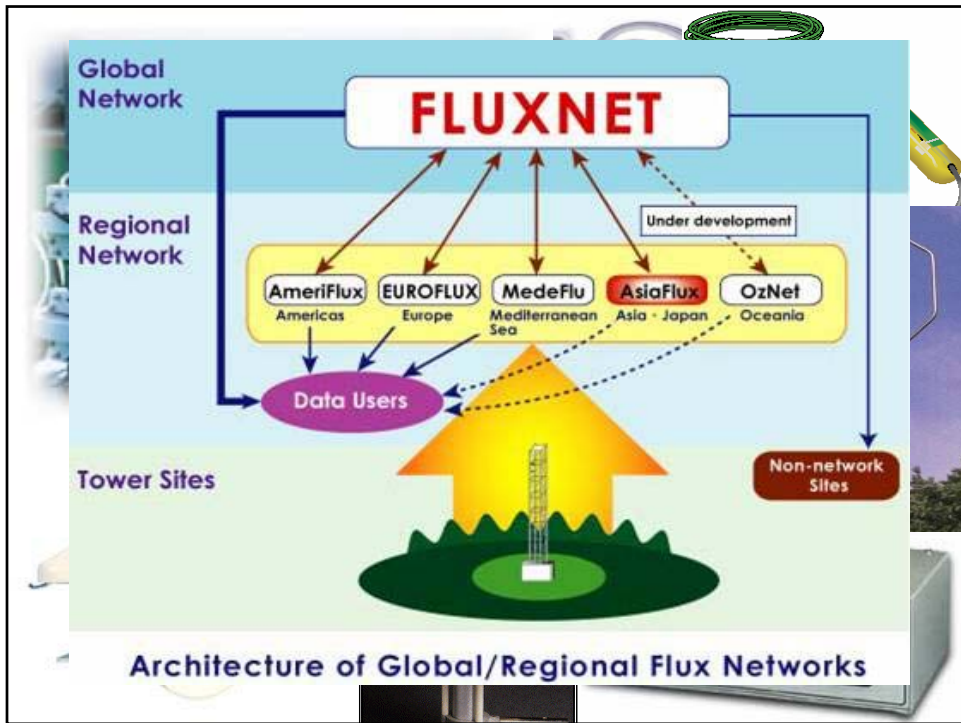 Global
Network
FLUXNET
Regional
Network
Under development
AmeriFlux
EUROFLUX
MedeFlu
AsiaFlux
OzNet
Americas
Europe
Mediterranean
Sea
Asia · Japan
Oceania
Data Users
Tower Sites
Non-network
Sites
Architecture of Global/Regional Flux Networks